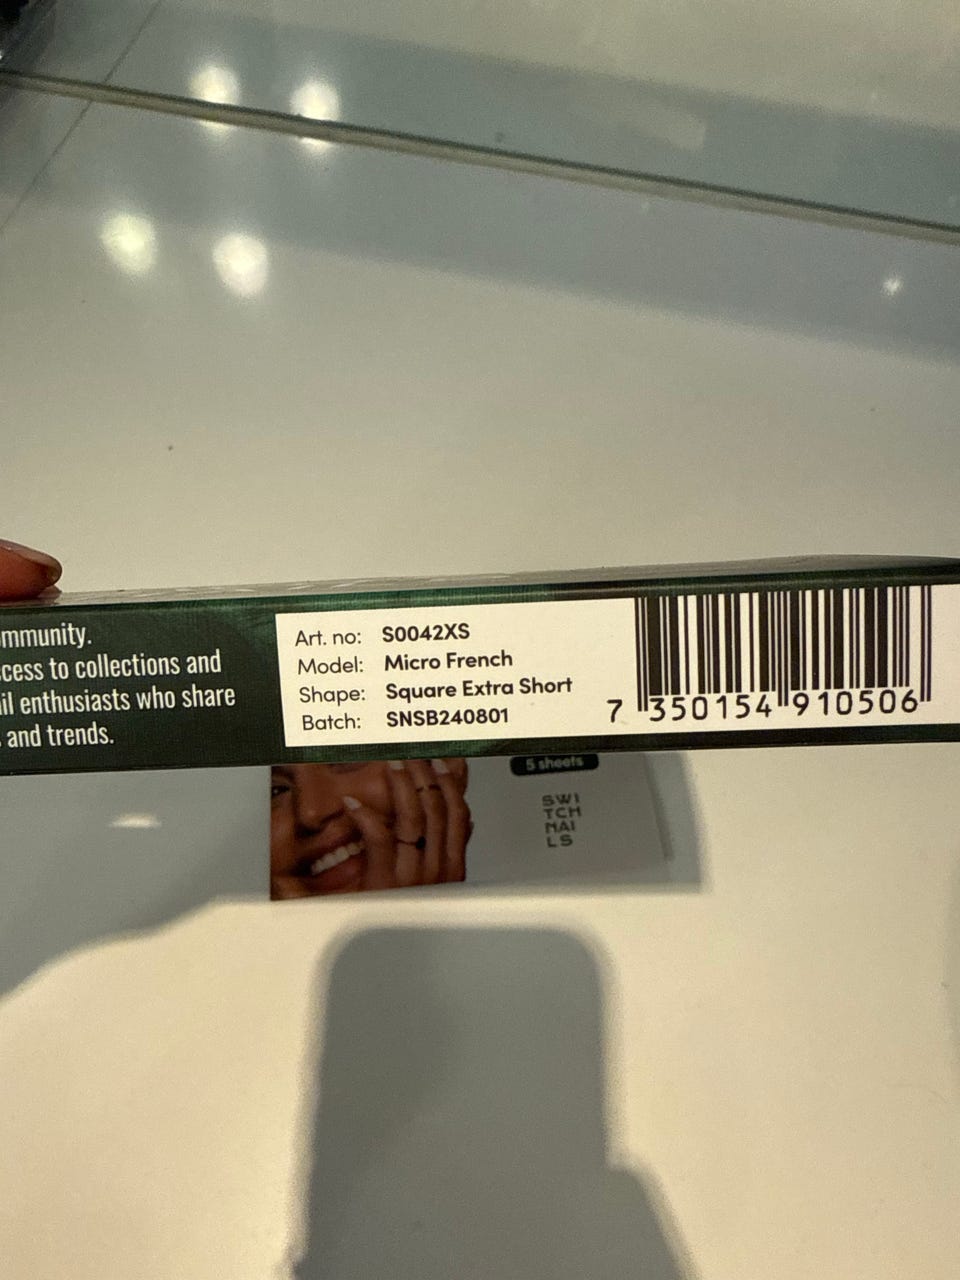 mmunity.
cess to collections and
il enthusiasts who share
and trends.
Art. no: S0042XS
Model: Micro French
Shape: Square Extra Short
Batch: SNSB240801
7 350154 910506
5 sheets
SWI
TCH
NAI
LS